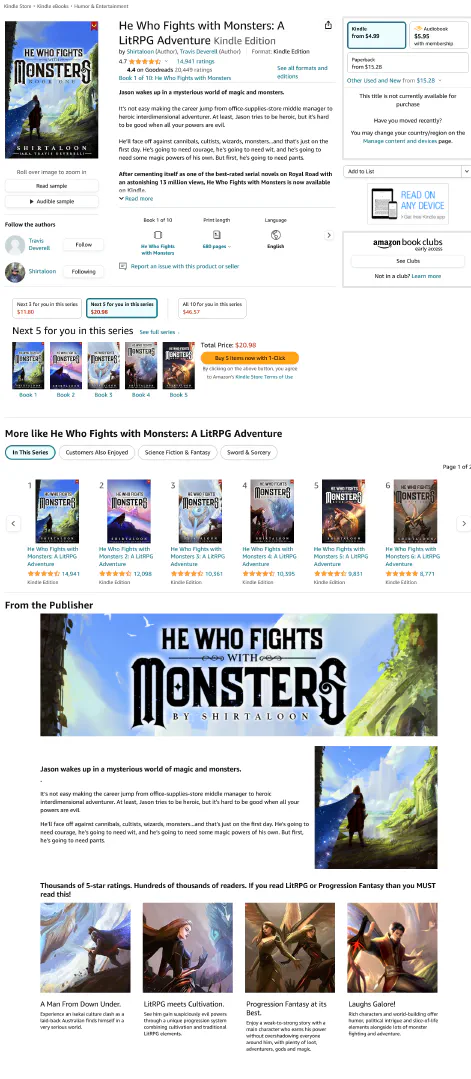 Kindle Store › Kindle eBooks › Humor & Entertainment
HE WHO FIGHTS
WITH
MONSTERS
BOOK ONE
SHIRTALOON
Roll over image to zoom in
Read sample
Audible sample
Follow the authors
Travis
Deverell
Follow
Shirtaloon
Following
He Who Fights with Monsters: A
LitRPG Adventure Kindle Edition
by Shirtaloon (Author), Travis Deverell (Author) Format: Kindle Edition
4.7 14,941 ratings
4.4 on Goodreads 20,449 ratings
Book 1 of 10: He Who Fights with Monsters
See all formats and
editions
Jason wakes up in a mysterious world of magic and monsters.
It's not easy making the career jump from office-supplies-store middle manager to
heroic interdimensional adventurer. At least, Jason tries to be heroic, but it's hard
to be good when all your powers are evil.
He'll face off against cannibals, cultists, wizards, monsters...and that's just on the
first day. He's going to need courage, he's going to need wit, and he's going to
need some magic powers of his own. But first, he's going to need pants.
After cementing itself as one of the best-rated serial novels on Royal Road with
an astonishing 13 million views, He Who Fights with Monsters is now available
on Kindle.
Read more
Book 1 of 10
He Who Fights
with Monsters
Print length
680 pages
Language
English
Report an issue with this product or seller
Kindle
from $4.99
Audiobook
$5.95
with membership
Paperback
from $15.28
Other Used and New from $15.28
This title is not currently available for
purchase
Have you moved recently?
You may change your country/region on the
Manage content and devices page.
Add to List
READ ON
ANY DEVICE
Get free Kindle app
amazon book clubs
early access
See Clubs
Not in a club? Learn more
Next 3 for you in this series
$11.80
Next 5 for you in this series
$20.98
All 10 for you in this series
$46.57
Next 5 for you in this series See full series
Book 1
Book 2
Book 3
Book 4
Book 5
Total Price: $20.98
Buy 5 items now with 1-Click
By clicking on the above button, you agree
to Amazon's Kindle Store Terms of Use
More like He Who Fights with Monsters: A LitRPG Adventure
In This Series
Customers Also Enjoyed
Science Fiction & Fantasy
Sword & Sorcery
Page 1 of 2
1
He Who Fights with
Monsters: A LitRPG
Adventure
14,941
Kindle Edition
2
He Who Fights with
Monsters 2: A LitRPG
Adventure
12,098
Kindle Edition
3
He Who Fights with
Monsters 3: A LitRPG
Adventure
10,361
Kindle Edition
4
He Who Fights with
Monsters 4: A LitRPG
Adventure
10,395
Kindle Edition
5
He Who Fights with
Monsters 5: A LitRPG
Adventure
9,831
Kindle Edition
6
He Who Fights with
Monsters 6: A LitRPG
Adventure
8,771
Kindle Edition
From the Publisher
HE WHO FIGHTS
WITH
MONSTERS
BY SHIRTALOON
Jason wakes up in a mysterious world of magic and monsters.
.
It's not easy making the career jump from office-supplies-store middle manager to heroic
interdimensional adventurer. At least, Jason tries to be heroic, but it's hard to be good when all your
powers are evil.
He'll face off against cannibals, cultists, wizards, monsters...and that's just on the first day. He's going to
need courage, he's going to need wit, and he's going to need some magic powers of his own. But first,
he's going to need pants.
Thousands of 5-star ratings. Hundreds of thousands of readers. If you read LitRPG or Progression Fantasy than you MUST
read this!
A Man From Down Under.
Experience an isekai culture clash as a
laid-back Australian finds himself in a
very serious world.
LitRPG meets Cultivation.
See him gain suspiciously evil powers
through a unique progression system
combining cultivation and traditional
LitRPG elements.
Progression Fantasy at its
Best.
Enjoy a weak-to-strong story with a
main character who earns his power
without overshadowing everyone
around him, with plenty of loot,
adventurers, gods and magic.
Laughs Galore!
Rich characters and world-building offer
humor, political intrigue and slice-of-life
elements alongside lots of monster
fighting and adventure.